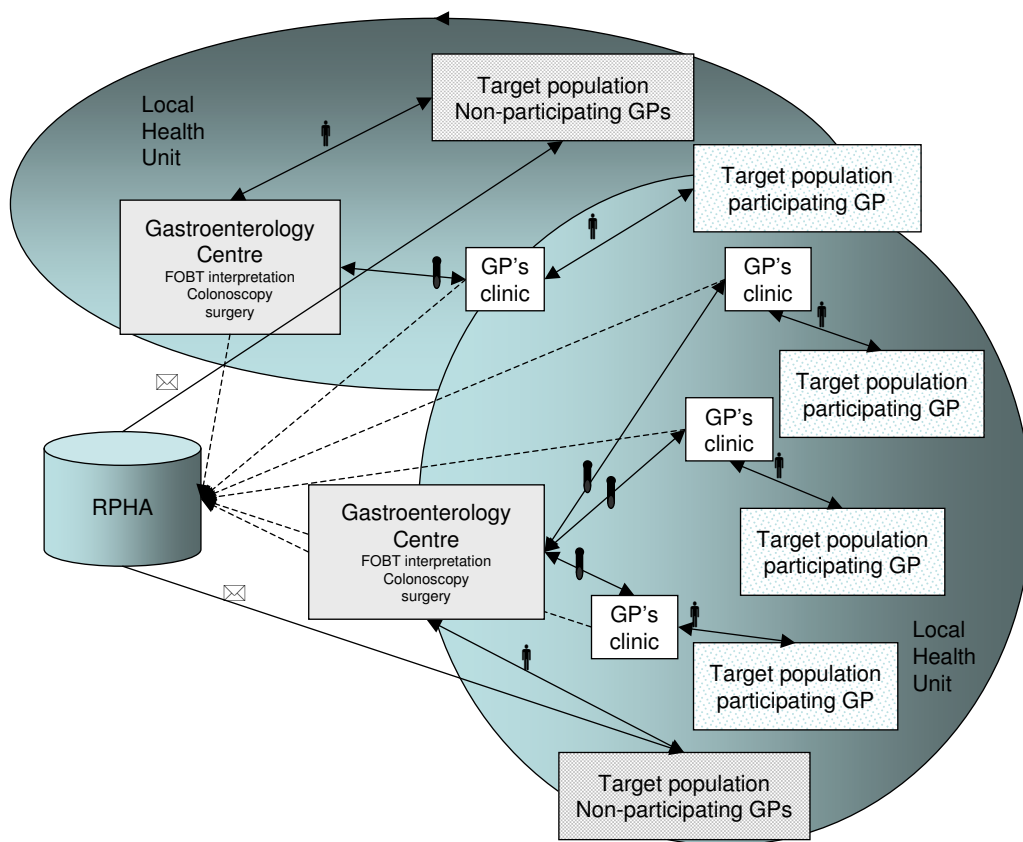 Target population
Non-participating GPs
Local
Health
Unit
Target population
participating GP
Gastroenterology
Centre
FOBT interpretation
Colonoscopy
surgery
GP's
clinic
GP's
clinic
Target population
participating GP
GP's
clinic
RPHA
Gastroenterology
Centre
FOBT interpretation
Colonoscopy
surgery
Target population
participating GP
GP's
clinic
Local
Health
Unit
Target population
participating GP
Target population
Non-participating GPs